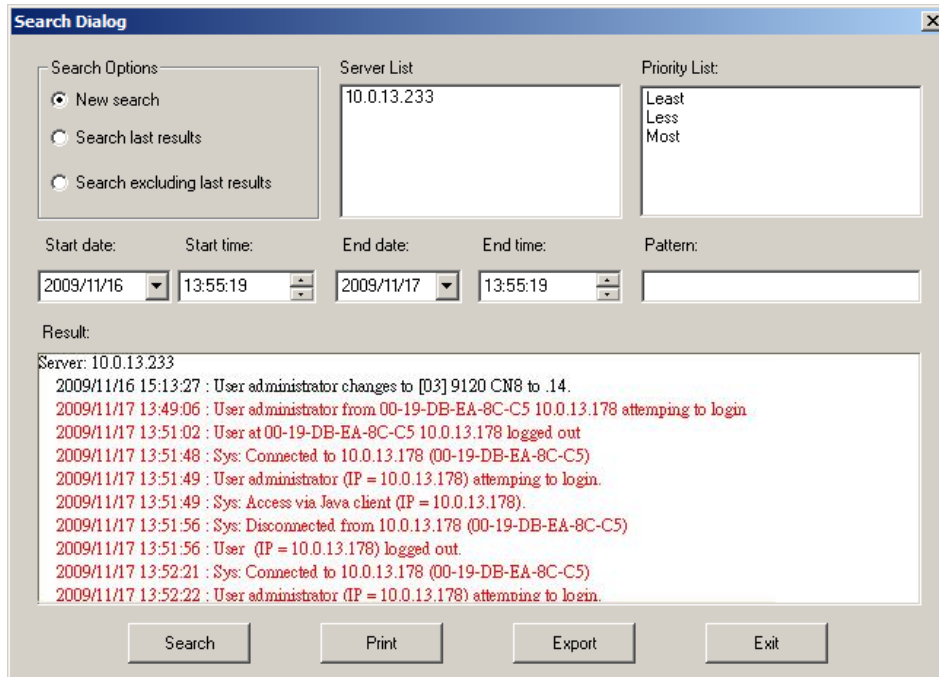 Search Dialog
Search Options
New search
Search last results
Search excluding last results
Server List
10.0.13.233
Priority List:
Least
Less
Most
Start date:
Start time:
End date:
End time:
Pattern:
2009/11/16
13:55:19
2009/11/17
13:55:19
Result:
Server: 10.0.13.233
2009/11/16 15:13:27 : User administrator changes to [03] 9120 CN8 to .14.
2009/11/17 13:49:06 : User administrator from 00-19-DB-EA-8C-C5 10.0.13.178 attemping to login
2009/11/17 13:51:02 : User at 00-19-DB-EA-8C-C5 10.0.13.178 logged out
2009/11/17 13:51:48 : Sys: Connected to 10.0.13.178 (00-19-DB-EA-8C-C5)
2009/11/17 13:51:49 : User administrator (IP = 10.0.13.178) attemping to login.
2009/11/17 13:51:49 : Sys: Access via Java client (IP = 10.0.13.178).
2009/11/17 13:51:56 : Sys: Disconnected from 10.0.13.178 (00-19-DB-EA-8C-C5)
2009/11/17 13:51:56 : User (IP = 10.0.13.178) logged out.
2009/11/17 13:52:21 : Sys: Connected to 10.0.13.178 (00-19-DB-EA-8C-C5)
2009/11/17 13:52:22 : User administrator (IP = 10.0.13.178) attemping to login.
Search
Print
Export
Exit